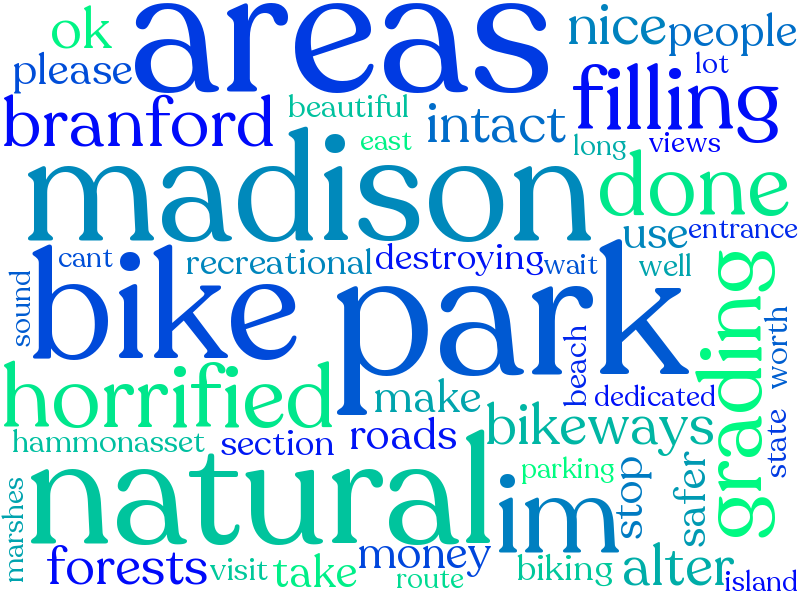 ok
areas
nice
people
please
lot
branford
beautiful
intact
filling
east
long
views
madison
done
use
entrance
cant
recreational
destroying
wait
well
sound
bike
park
grading
worth
horrified
make
beach
dedicated
hammonasset
section
roads
bikeways
state
natural
im
parking
stop
safer
marshes
forests
visit
take
money
route
biking
alter
island